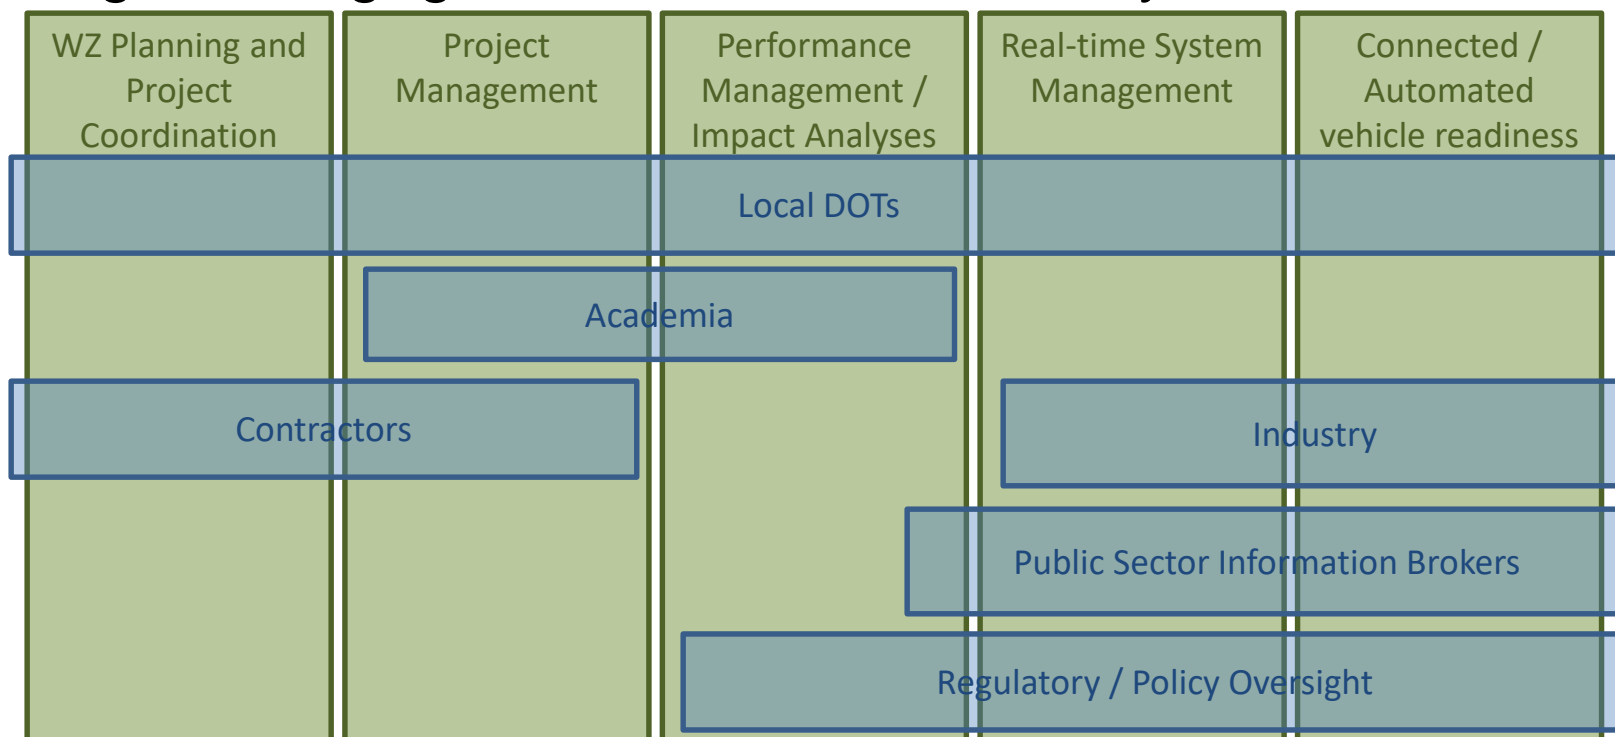 WZ Planning and
Project
Coordination
Project
Management
Performance
Management /
Impact Analyses
Real-time System
Management
Connected /
Automated
vehicle readiness
Local DOTs
Academia
Contractors
Industry
Public Sector Information Brokers
Regulatory / Policy Oversight